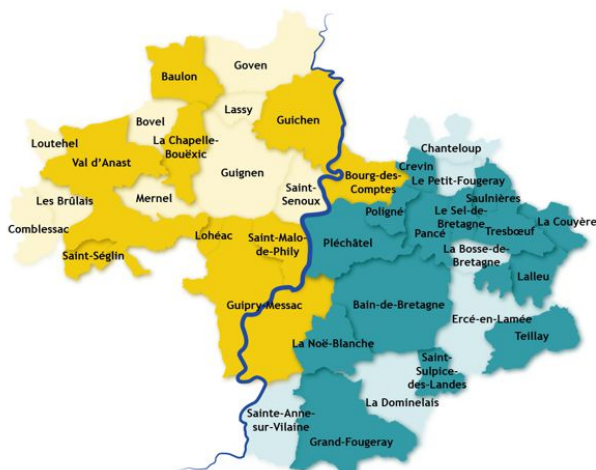 Goven
Baulon
Lassy
Guichen
Bovel
Loutehel
La Chapelle-
Bouëxic
Val d'Anast
Chanteloup
Guignen
Bourg-des-
Comptes
Crevin
Le Petit-Fougeray
Saint-
Senoux
Mernel
Les Brûlais
Saulnières
Poligné
Le Sel-de-
Bretagne
La Couyère
Comblessac
Lohéac
Saint-Malo-
de-Phily
Pléchâtel
Pancé
Tresbœuf
La Bosse-de-
Bretagne
Saint-Séglin
Lalleu
Guipry-Messac
Bain-de-Bretagne
Ercé-en-Lamée
Teillay
La Noë-Blanche
Saint-
Sulpice-
des-Landes
La Dominelais
Sainte-Anne-
sur-Vilaine
Grand-Fougeray